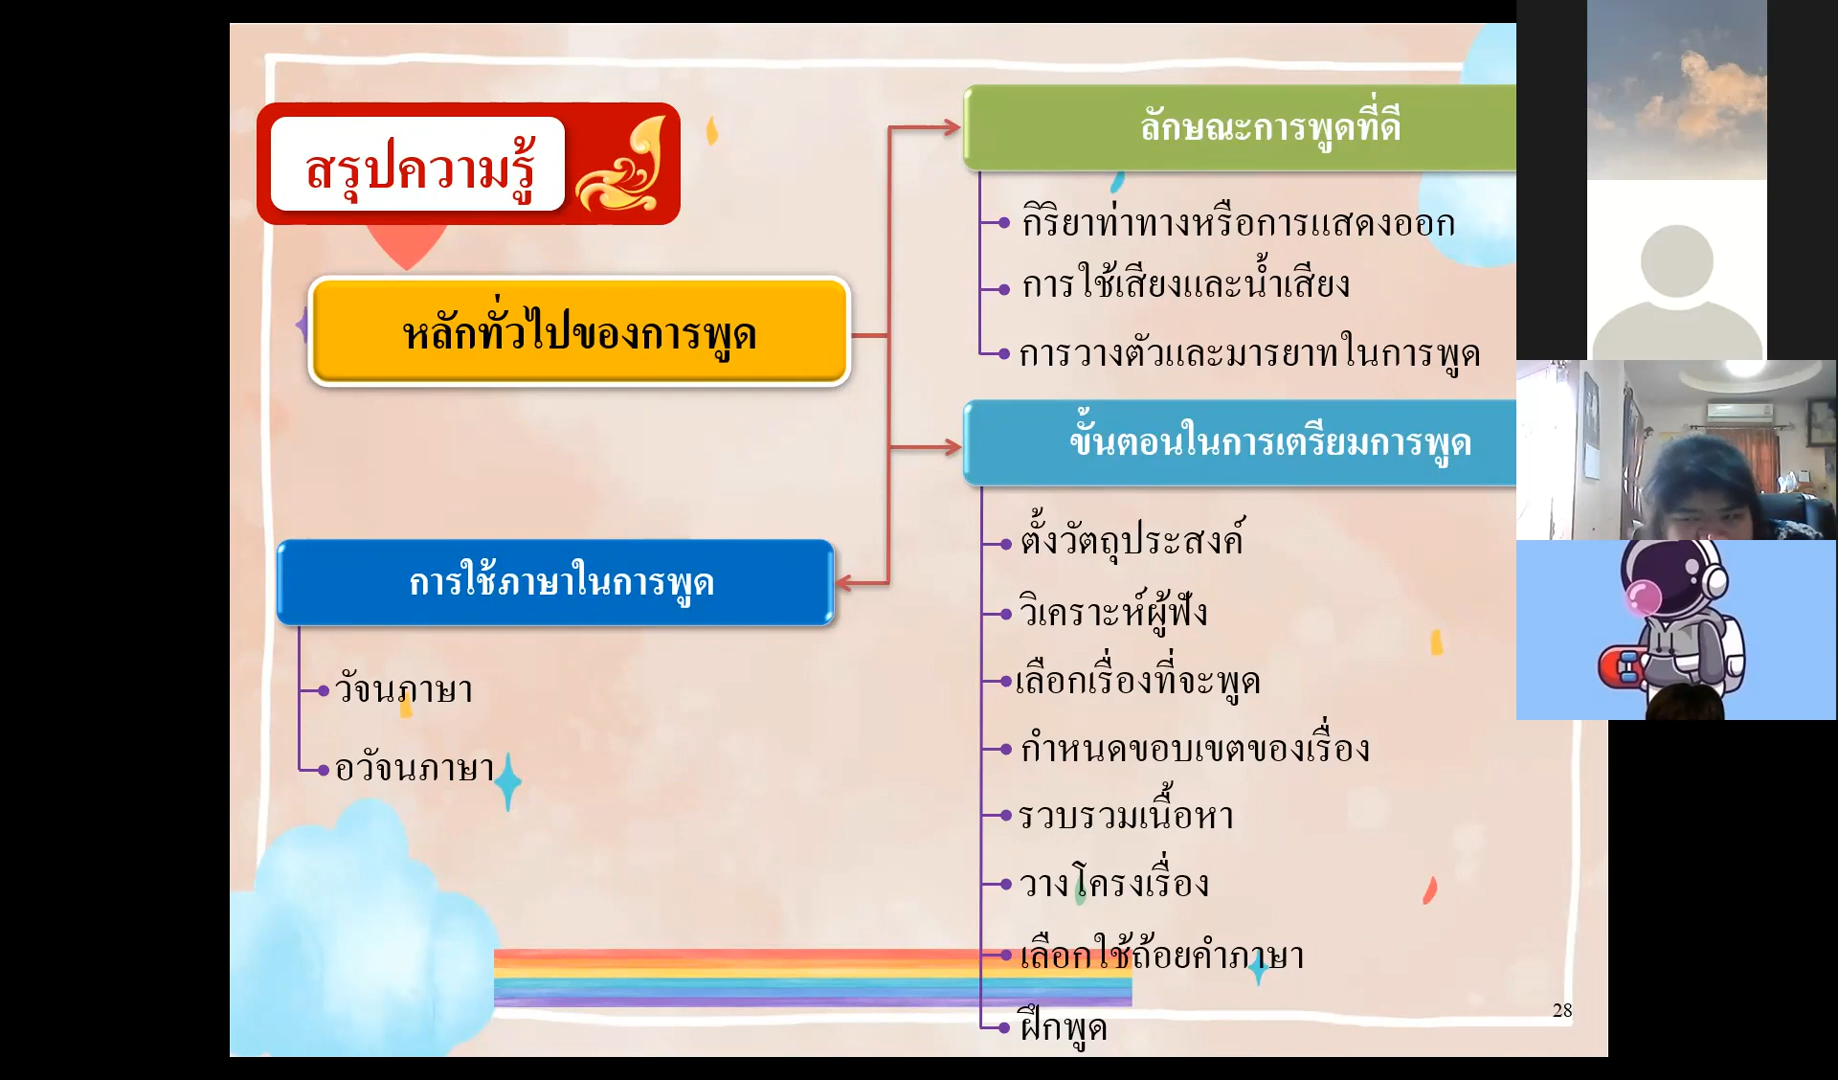 สรุปความรู้
หลักทั่วไปของการพูด
ลักษณะการพูดที่ดี
กิริยาท่าทางหรือการแสดงออก
การใช้เสียงและน้ำเสียง
การวางตัวและมารยาทในการพูด
ขั้นตอนในการเตรียมการพูด
ตั้งวัตถุประสงค์
วิเคราะห์ผู้ฟัง
เลือกเรื่องที่จะพูด
กำหนดขอบเขตของเรื่อง
รวบรวมเนื้อหา
วางโครงเรื่อง
เลือกใช้ถ้อยคำภาษา
ฝึกพูด
การใช้ภาษาในการพูด
วัจนภาษา
อวัจนภาษา
28